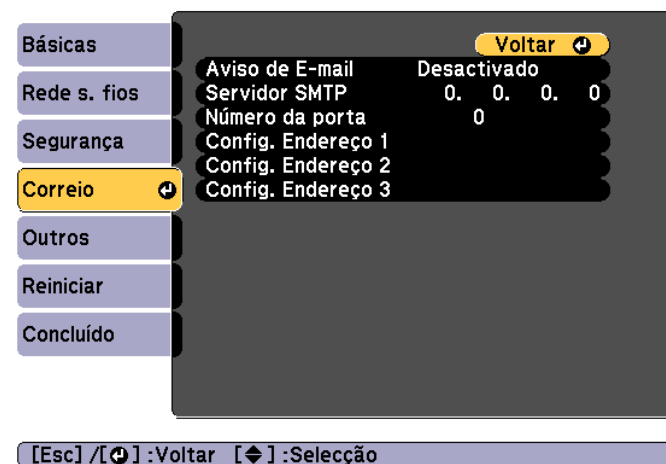 Básicas
Rede s. fios
Segurança
Correio
Outros
Reiniciar
Concluído
Voltar
Aviso de E-mail Desactivado
Servidor SMTP 0. 0. 0. 0
Número da porta 0
Config. Endereço 1
Config. Endereço 2
Config. Endereço 3
[Esc] /[⏎] :Voltar [◆] :Selecção